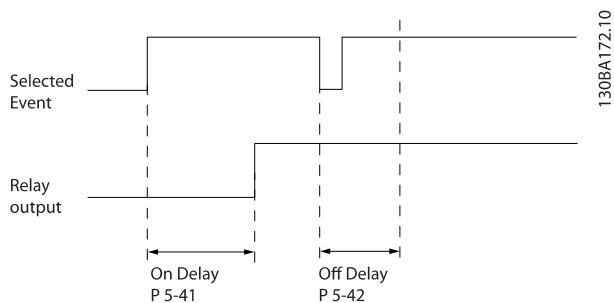 Selected
Event
Relay
output
On Delay
P 5-41
Off Delay
P 5-42
130BA172.10